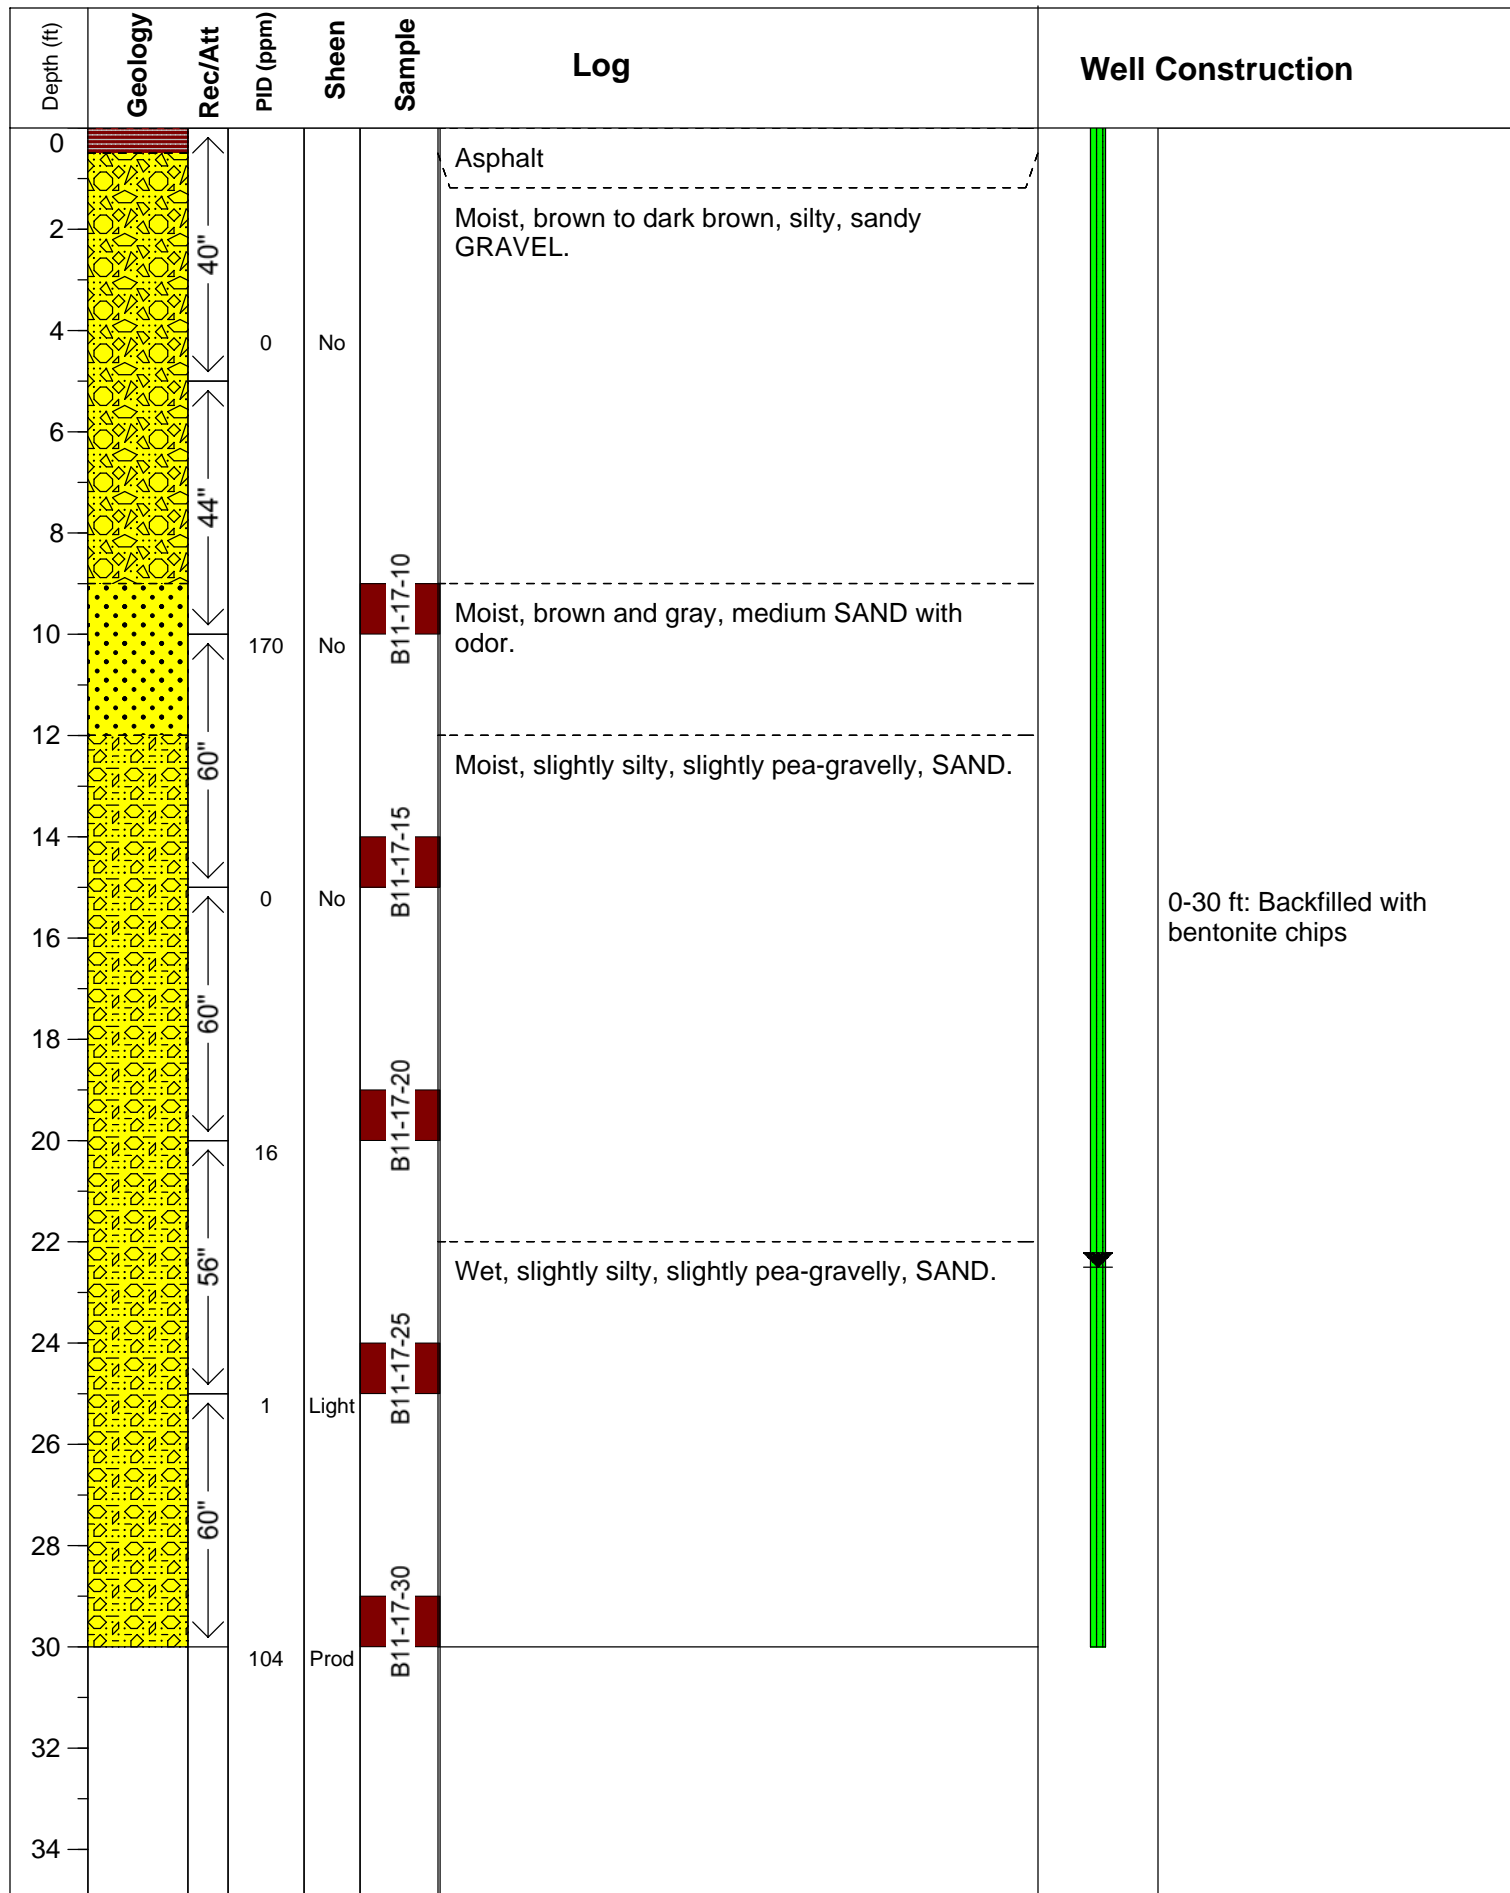 Depth (ft)
Geology
Rec/Att
PID (ppm)
Sheen
Sample
Log
Well Construction
0
Asphalt
Moist, brown to dark brown, silty, sandy
GRAVEL.
2
40"
4
0
No
6
44"
8
B11-17-10
Moist, brown and gray, medium SAND with
odor.
10
170
No
12
60"
Moist, slightly silty, slightly pea-gravelly, SAND.
14
B11-17-15
0
No
0-30 ft: Backfilled with
bentonite chips
16
60"
18
B11-17-20
20
16
22
56"
Wet, slightly silty, slightly pea-gravelly, SAND.
24
B11-17-25
1
Light
26
60"
28
B11-17-30
30
104
Prod
32
34